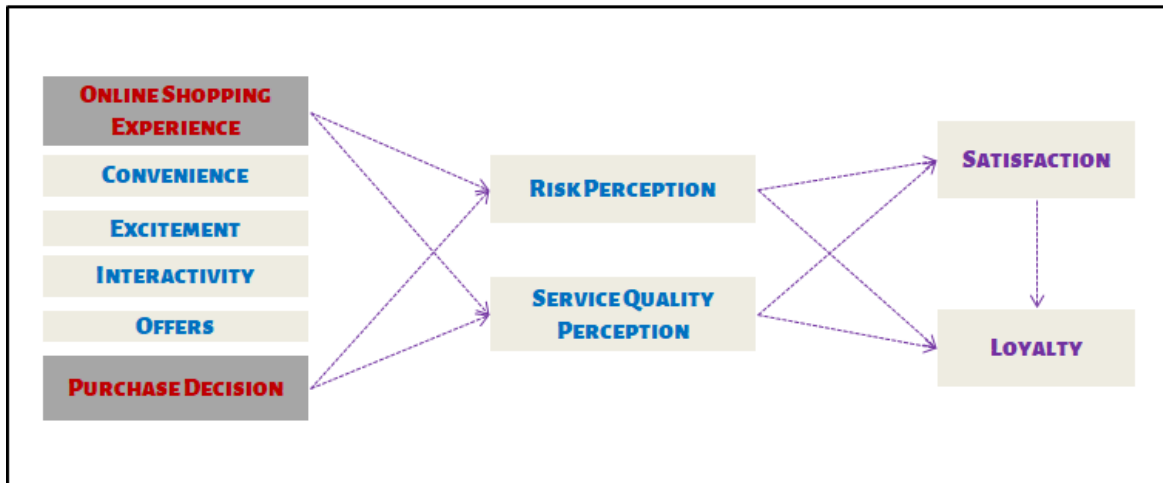 Online Shopping
Experience
Convenience
Excitement
Interactivity
Offers
Purchase Decision
Risk Perception
Service Quality
Perception
Satisfaction
Loyalty